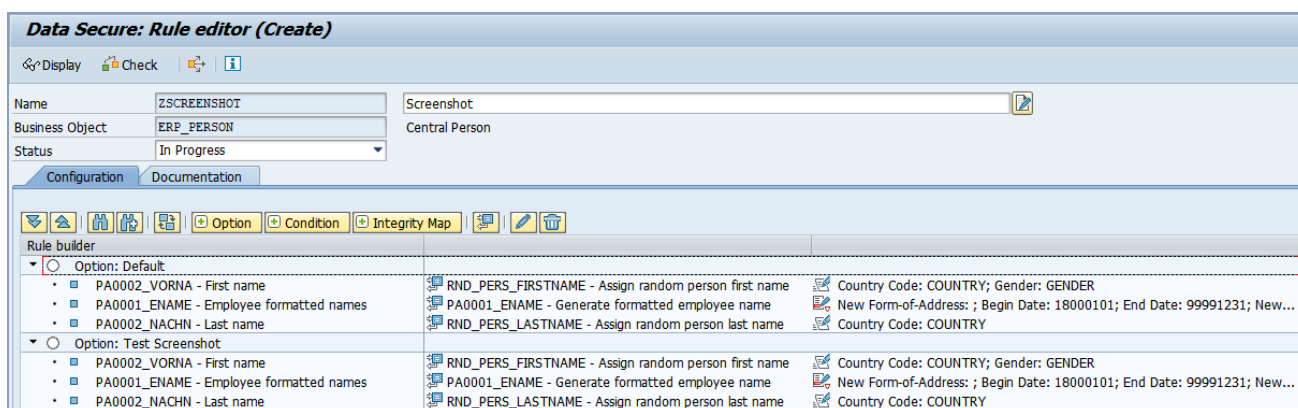 Data Secure: Rule editor (Create)
Display Check
Name ZSCREENSHOT Screenshot
Business Object ERP_PERSON Central Person
Status In Progress
Configuration Documentation
Option Condition Integrity Map
Rule builder
Option: Default
PA0002_VORNA - First name RND_PERS_FIRSTNAME - Assign random person first name Country Code: COUNTRY; Gender: GENDER
PA0001_ENAME - Employee formatted names PA0001_ENAME - Generate formatted employee name New Form-of-Address: ; Begin Date: 18000101; End Date: 99991231; New...
PA0002_NACHN - Last name RND_PERS_LASTNAME - Assign random person last name Country Code: COUNTRY
Option: Test Screenshot
PA0002_VORNA - First name RND_PERS_FIRSTNAME - Assign random person first name Country Code: COUNTRY; Gender: GENDER
PA0001_ENAME - Employee formatted names PA0001_ENAME - Generate formatted employee name New Form-of-Address: ; Begin Date: 18000101; End Date: 99991231; New...
PA0002_NACHN - Last name RND_PERS_LASTNAME - Assign random person last name Country Code: COUNTRY